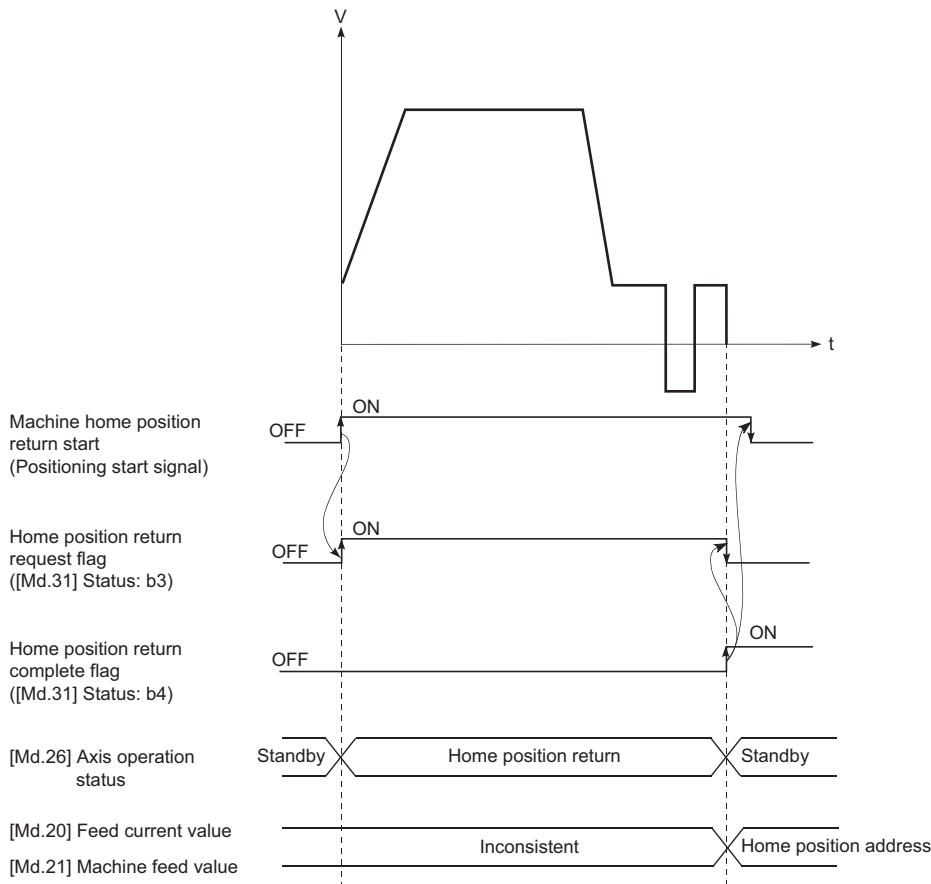 V
t
Machine home position
return start
(Positioning start signal)
OFF
ON
Home position return
request flag
([Md.31] Status: b3)
OFF
ON
Home position return
complete flag
([Md.31] Status: b4)
OFF
ON
[Md.26] Axis operation
status
Standby
Home position return
Standby
[Md.20] Feed current value
[Md.21] Machine feed value
Inconsistent
Home position address